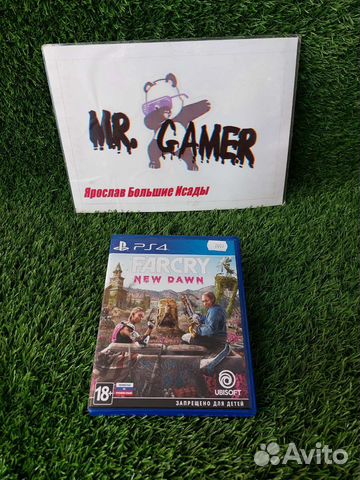 MR. GAMER
Ярослав Большие Исады
PS4
FARCRY
NEW DAWN
18+
UBISOFT
ЗАПРЕЩЕНО ДЛЯ ДЕТЕЙ
Avito